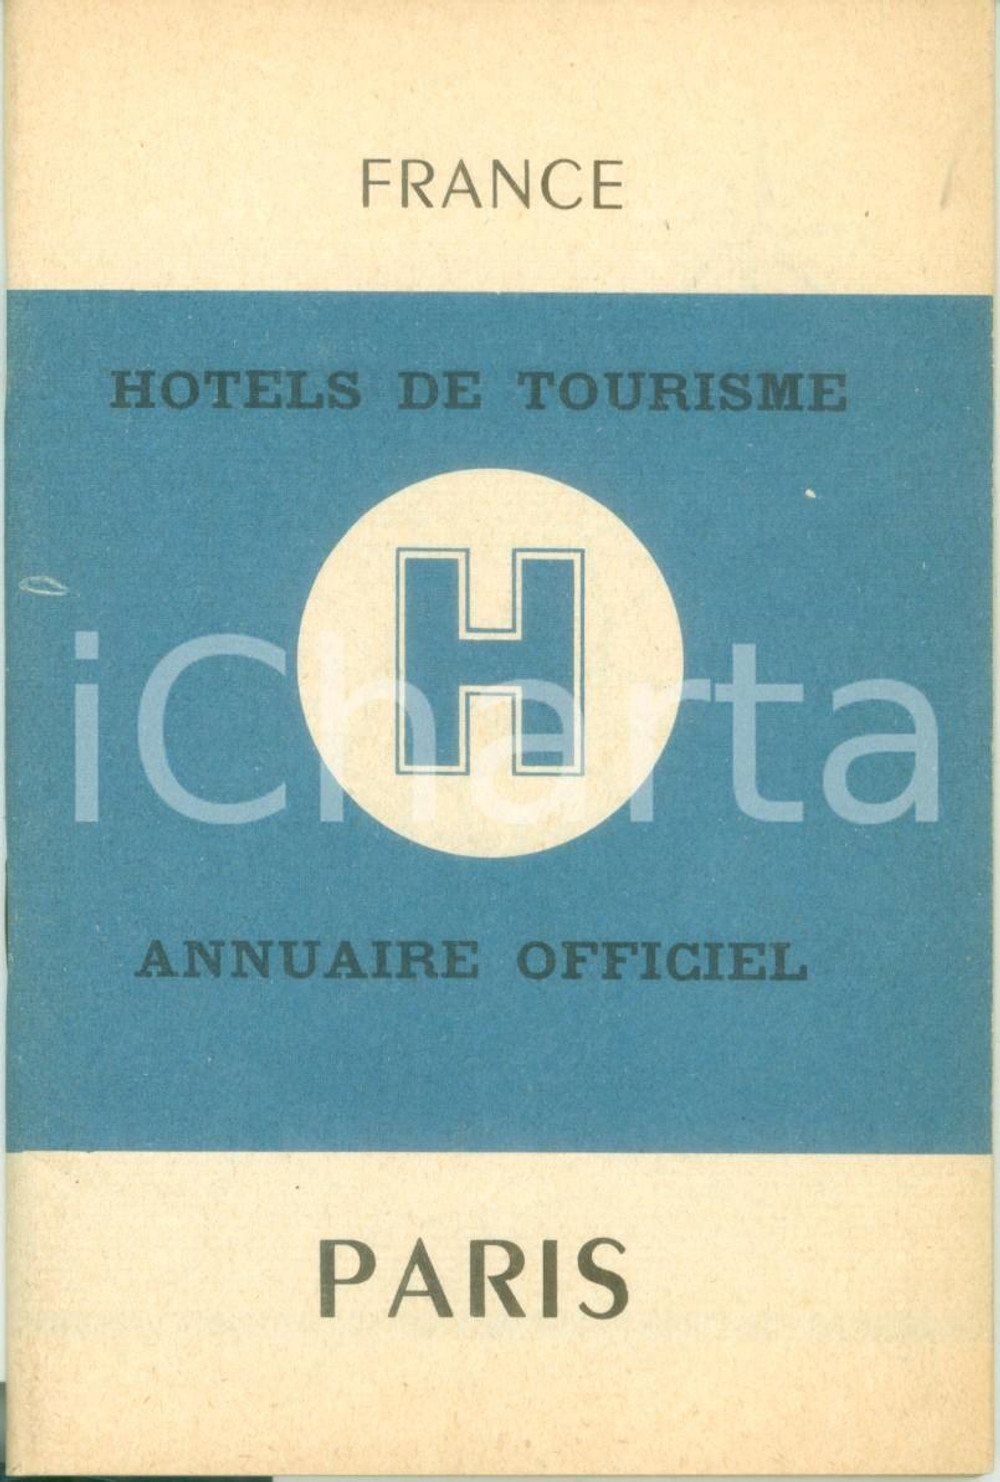 FRANCE
HOTELS DE TOURISME
H
iCharta
ANNUAIRE OFFICIEL
PARIS